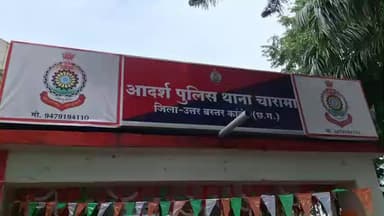 आदर्श पुलिस थाना चारामा
जिला-उत्तर बस्तर कांकेर (छ.ग.)
मो. 9479194110